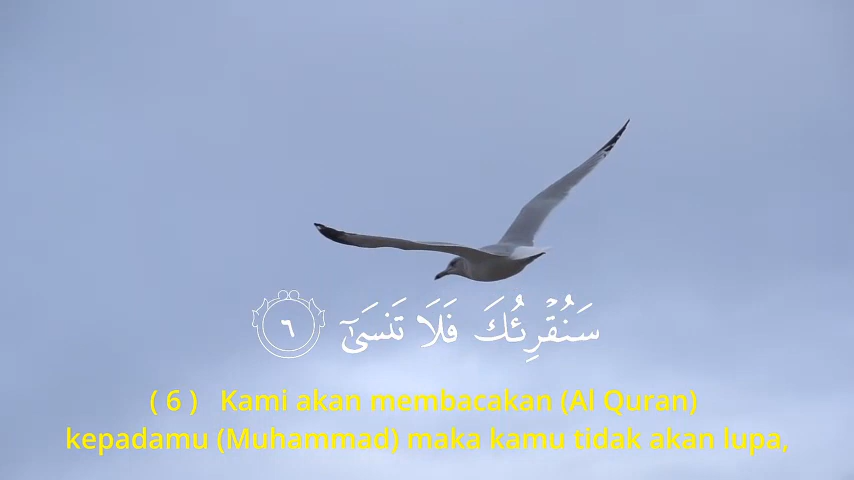 سَنُقۡرِئُكَ فَلَا تَنسَىٰٓ ٦
( 6 ) Kami akan membacakan (Al Quran)
kepadamu (Muhammad) maka kamu tidak akan lupa,